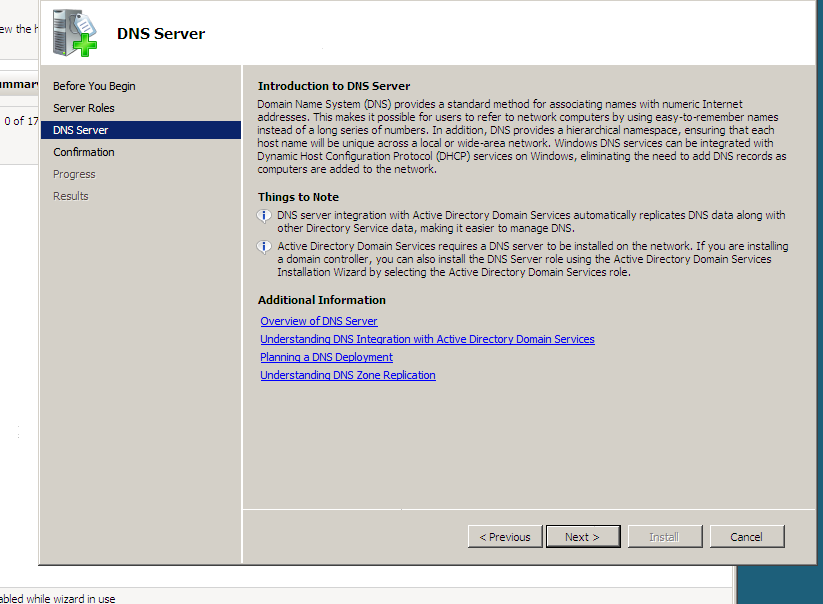 ew the h
DNS Server
ummary
0 of 17
Before You Begin
Server Roles
DNS Server
Confirmation
Progress
Results
Introduction to DNS Server
Domain Name System (DNS) provides a standard method for associating names with numeric Internet
addresses. This makes it possible for users to refer to network computers by using easy-to-remember names
instead of a long series of numbers. In addition, DNS provides a hierarchical namespace, ensuring that each
host name will be unique across a local or wide-area network. Windows DNS services can be integrated with
Dynamic Host Configuration Protocol (DHCP) services on Windows, eliminating the need to add DNS records as
computers are added to the network.
Things to Note
DNS server integration with Active Directory Domain Services automatically replicates DNS data along with
other Directory Service data, making it easier to manage DNS.
Active Directory Domain Services requires a DNS server to be installed on the network. If you are installing
a domain controller, you can also install the DNS Server role using the Active Directory Domain Services
Installation Wizard by selecting the Active Directory Domain Services role.
Additional Information
Overview of DNS Server
Understanding DNS Integration with Active Directory Domain Services
Planning a DNS Deployment
Understanding DNS Zone Replication
< Previous
Next >
Install
Cancel
abled while wizard in use